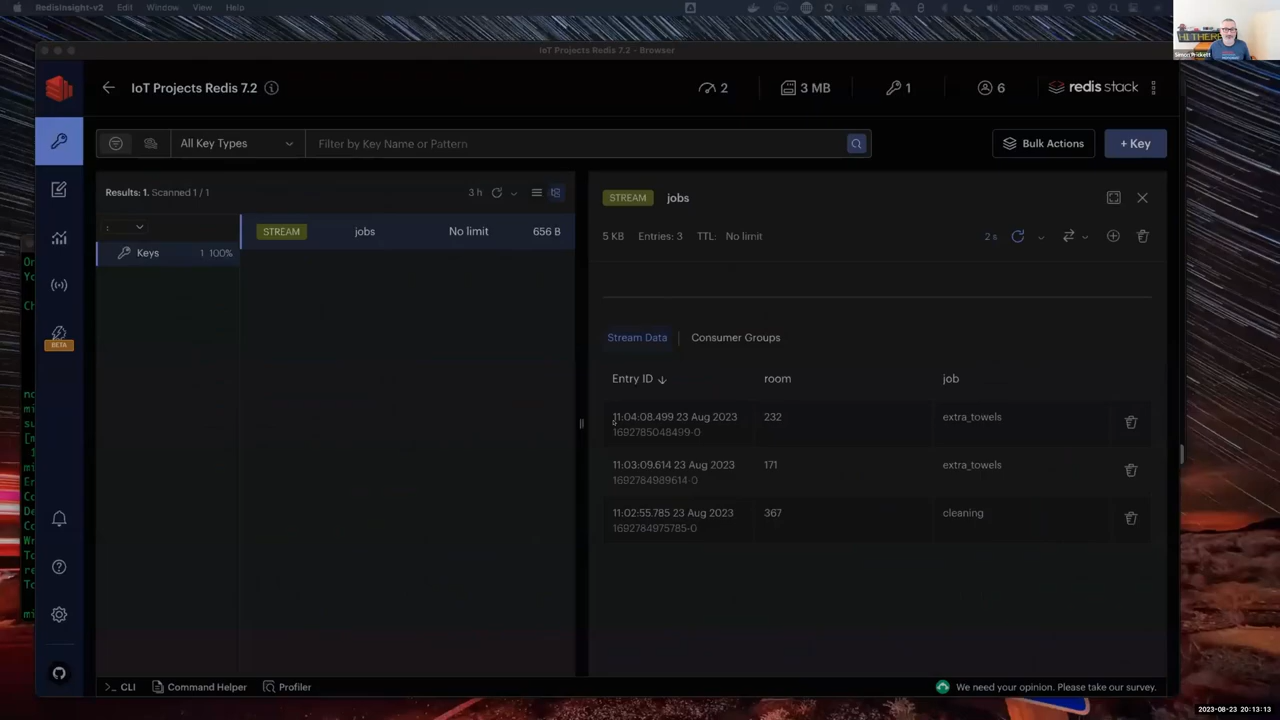 RedisInsight-v2 Edit Window View Help
IoT Projects Redis 7.2 - Browser
IoT Projects Redis 7.2
2
3 MB
1
6
redis stack
All Key Types
Filter by Key Name or Pattern
Bulk Actions
+ Key
Results: 1. Scanned 1 / 1
3 h
:
STREAM jobs No limit 656 B
Keys 1 100%
BETA
STREAM jobs
5 KB Entries: 3 TTL: No limit
2 s
Stream Data
Consumer Groups
Entry ID room job
11:04:08.499 23 Aug 2023
1692785048499-0
232
extra_towels
11:03:09.614 23 Aug 2023
1692784989614-0
171
extra_towels
11:02:55.785 23 Aug 2023
1692784975785-0
367
cleaning
>_ CLI
Command Helper
Profiler
We need your opinion. Please take our survey.
HI THERE
Simon Prickett
2023-08-23 20:13:13